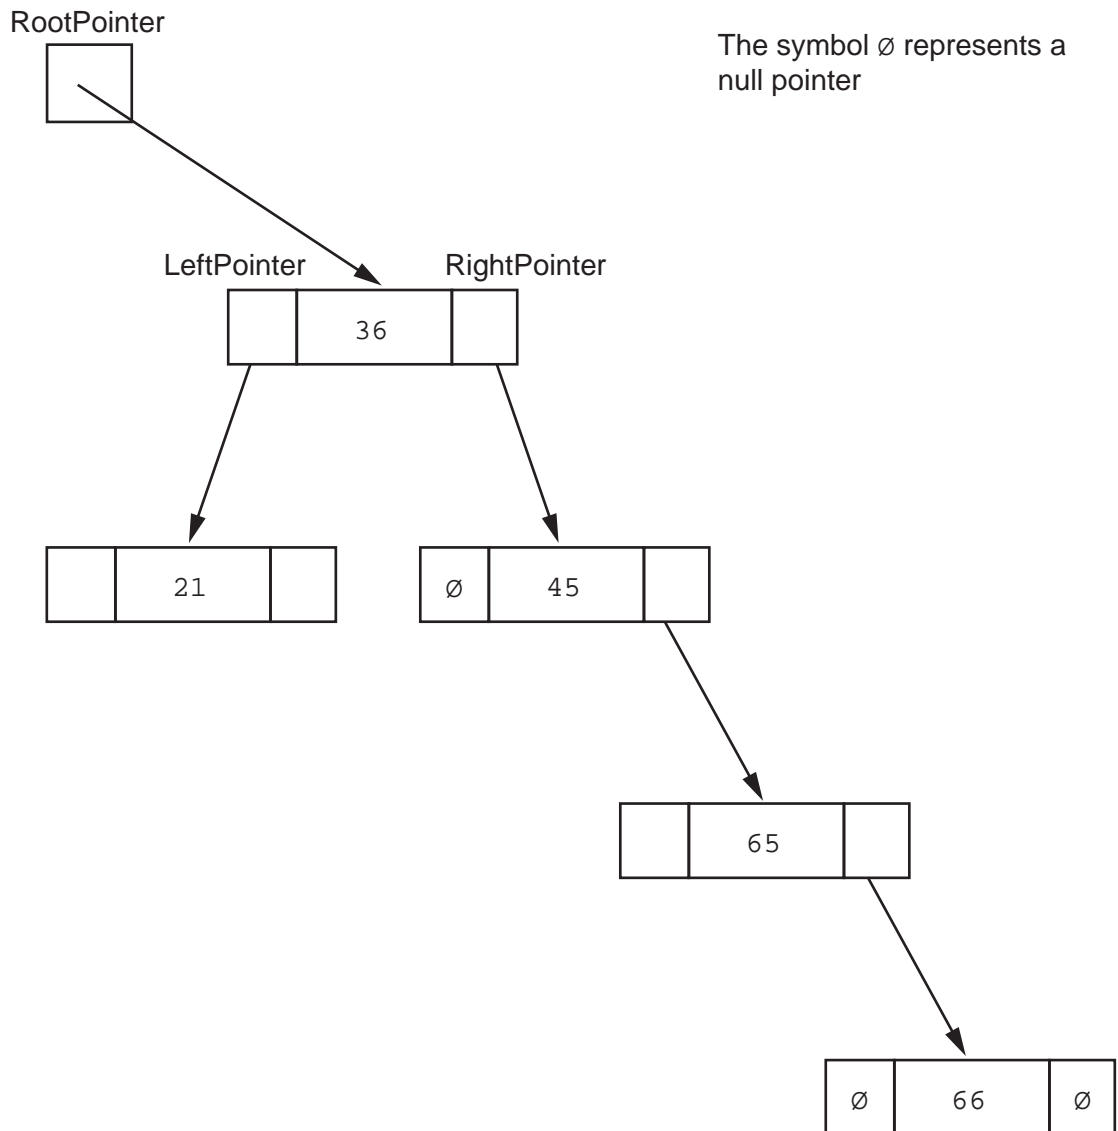 RootPointer
The symbol ∅ represents a
null pointer
LeftPointer
RightPointer
36
21
∅
45
65
∅
66
∅